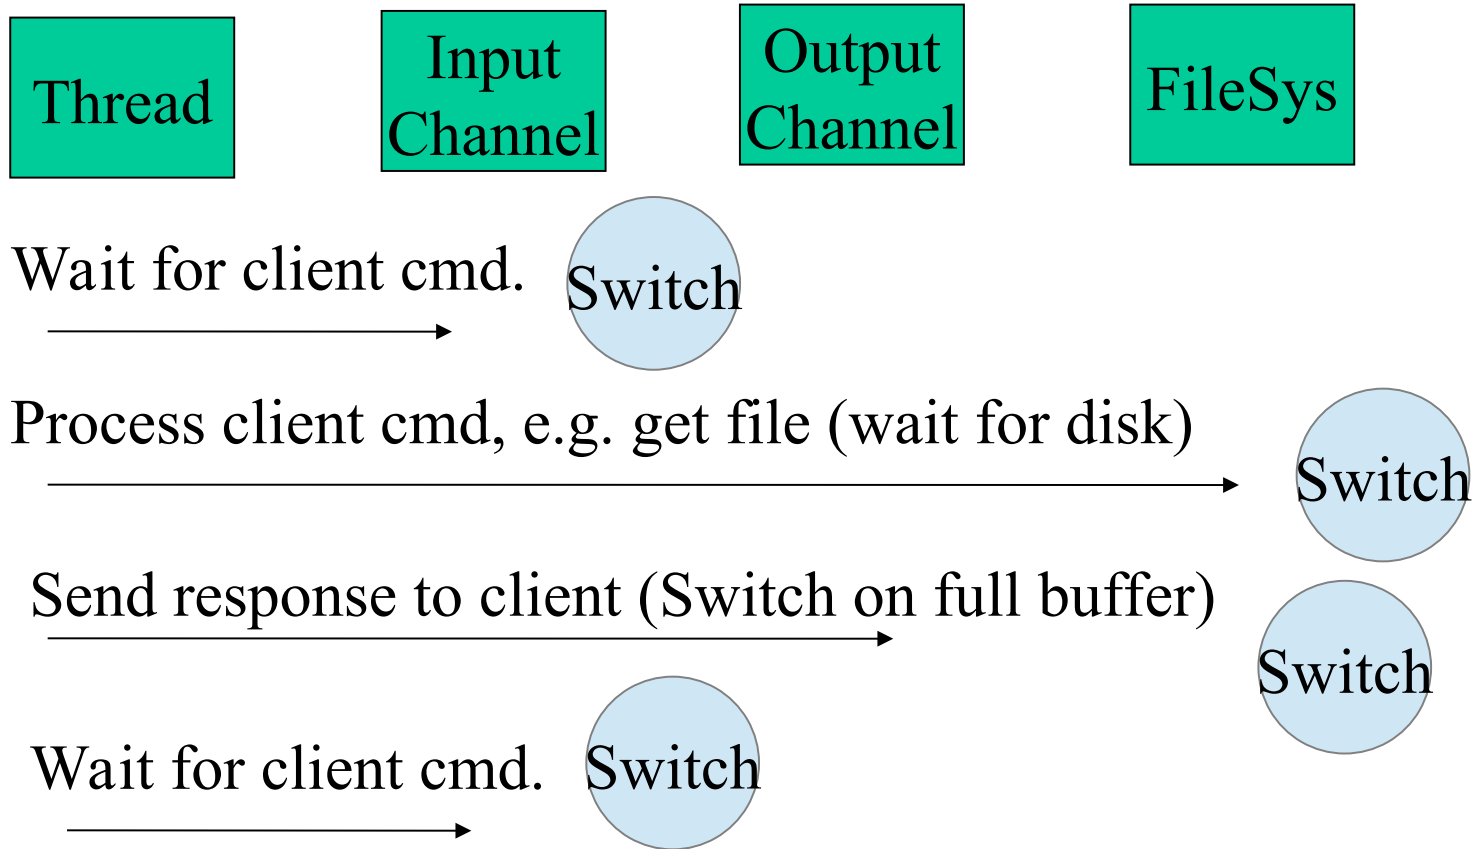 Thread
Input
Channel
Output
Channel
FileSys
Wait for client cmd.
Switch
Process client cmd, e.g. get file (wait for disk)
Switch
Send response to client (Switch on full buffer)
Switch
Wait for client cmd.
Switch